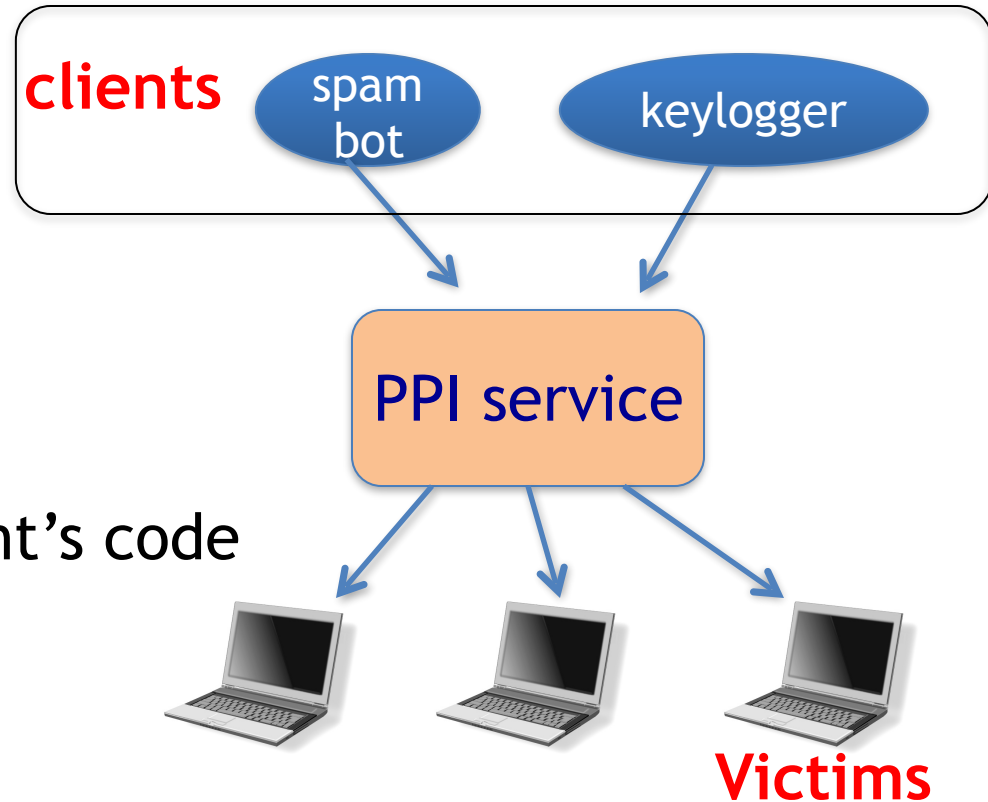 clients
spam
bot
keylogger
PPI service
nt’s code
Victims